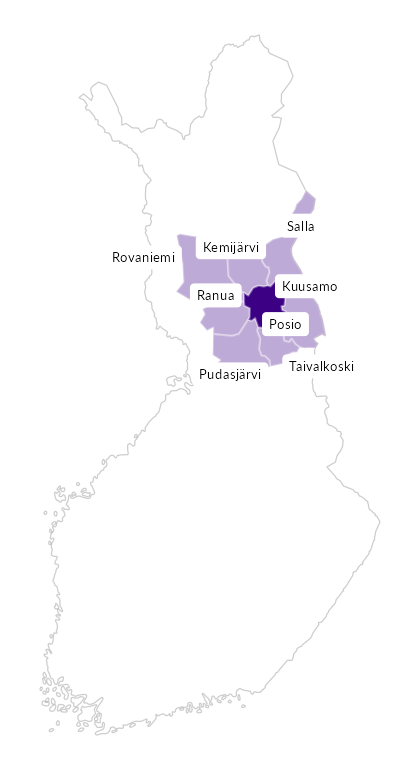 Salla
Kemijärvi
Rovaniemi
Kuusamo
Ranua
Posio
Taivalkoski
Pudasjärvi